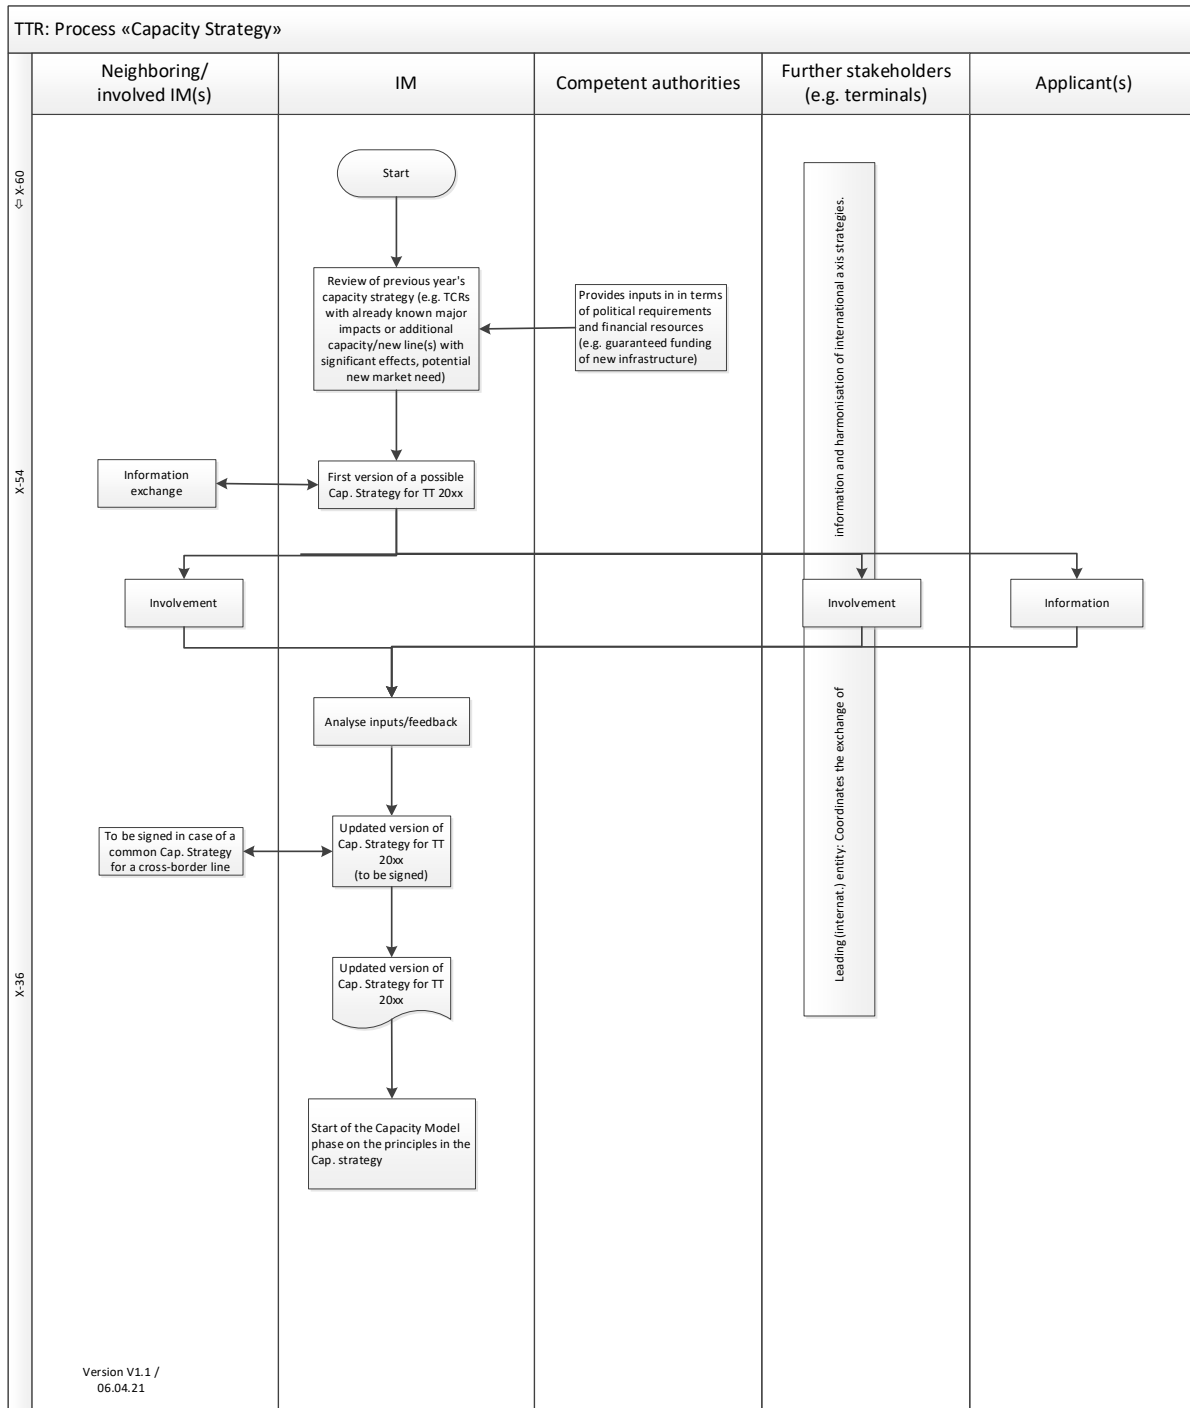 TTR: Process «Capacity Strategy»
Neighboring/
involved IM(s)
IM
Competent authorities
Further stakeholders
(e.g. terminals)
Applicant(s)
⇦ X-60
Start
Review of previous year's
capacity strategy (e.g. TCRs
with already known major
impacts or additional
capacity/new line(s) with
significant effects, potential
new market need)
Provides inputs in in terms
of political requirements
and financial resources
(e.g. guaranteed funding
of new infrastructure)
X-54
Information
exchange
First version of a possible
Cap. Strategy for TT 20xx
Involvement
Involvement
Information
Leading (internat.) entity: Coordinates the exchange of
information and harmonisation of international axis strategies.
Analyse inputs/feedback
To be signed in case of a
common Cap. Strategy
for a cross-border line
Updated version of
Cap. Strategy for TT
20xx
(to be signed)
X-36
Updated version of
Cap. Strategy for TT
20xx
Start of the Capacity Model
phase on the principles in the
Cap. strategy
Version V1.1 /
06.04.21